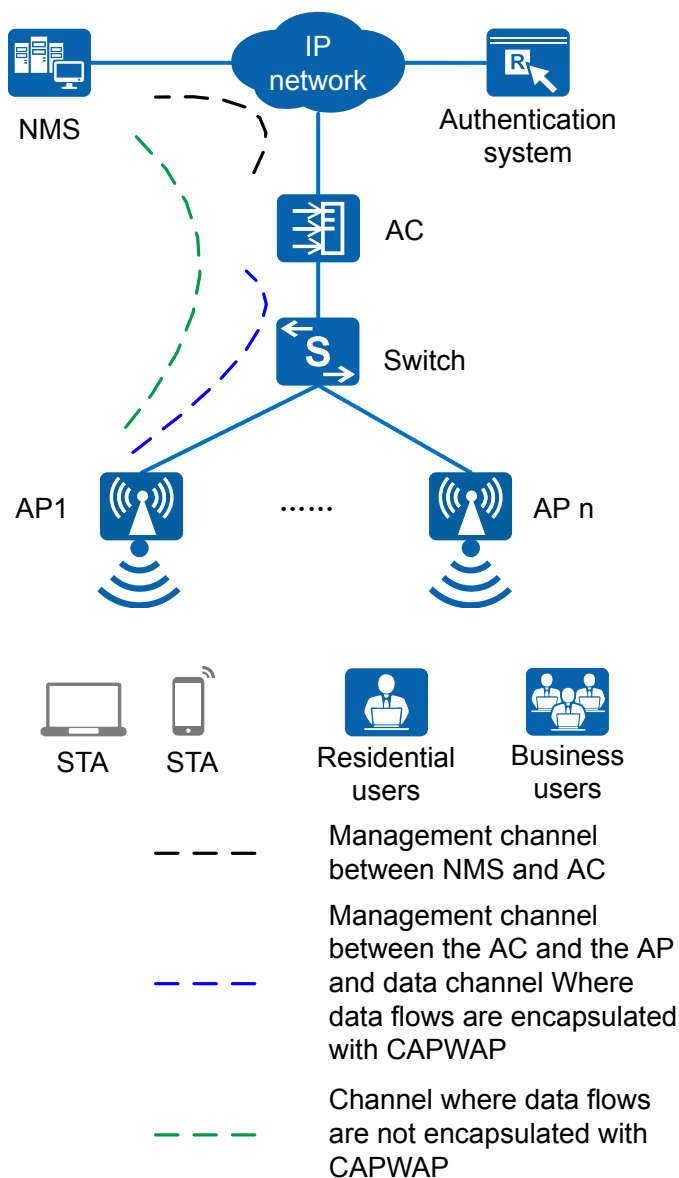 IP
network
R
NMS
Authentication
system
AC
S
Switch
AP1
……
AP n
STA
STA
Residential
users
Business
users
Management channel
between NMS and AC
Management channel
between the AC and the AP
and data channel Where
data flows are encapsulated
with CAPWAP
Channel where data flows
are not encapsulated with
CAPWAP